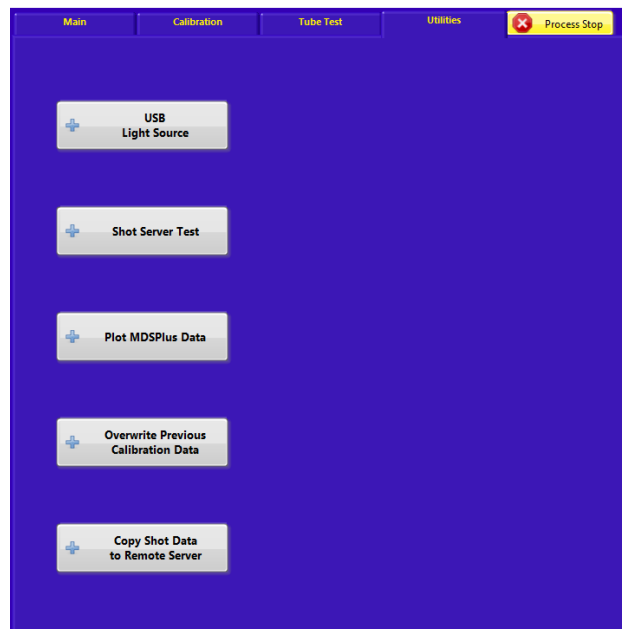 Main
Calibration
Tube Test
Utilities
Process Stop
USB
Light Source
Shot Server Test
Plot MDSPlus Data
Overwrite Previous
Calibration Data
Copy Shot Data
to Remote Server